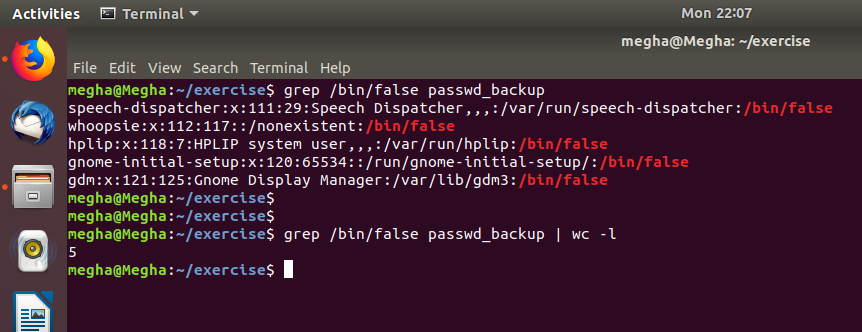 Activities Terminal Mon 22:07
megha@Megha: ~/exercise
File Edit View Search Terminal Help
megha@Megha:~/exercise$ grep /bin/false passwd_backup
speech-dispatcher:x:111:29:Speech Dispatcher,,,:/var/run/speech-dispatcher:/bin/false
whoopsie:x:112:117::/nonexistent:/bin/false
hplip:x:118:7:HPLIP system user,,,:/var/run/hplip:/bin/false
gnome-initial-setup:x:120:65534::/run/gnome-initial-setup/:/bin/false
gdm:x:121:125:Gnome Display Manager:/var/lib/gdm3:/bin/false
megha@Megha:~/exercise$
megha@Megha:~/exercise$
megha@Megha:~/exercise$ grep /bin/false passwd_backup | wc -l
5
megha@Megha:~/exercise$